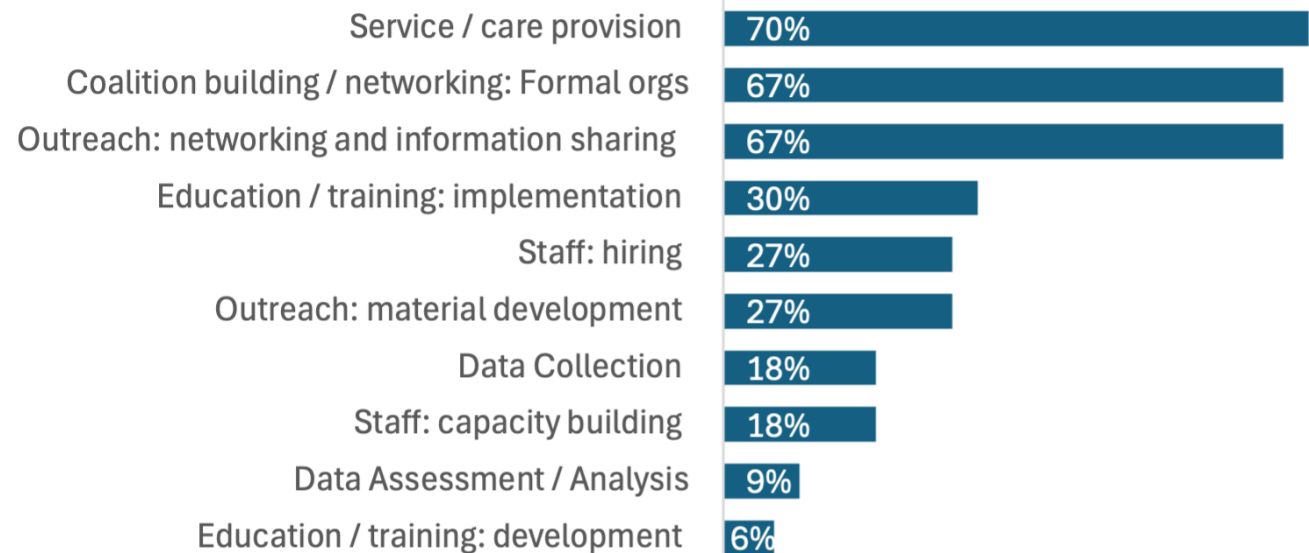 Service / care provision 70%
Coalition building / networking: Formal orgs 67%
Outreach: networking and information sharing 67%
Education / training: implementation 30%
Staff: hiring 27%
Outreach: material development 27%
Data Collection 18%
Staff: capacity building 18%
Data Assessment / Analysis 9%
Education / training: development 6%